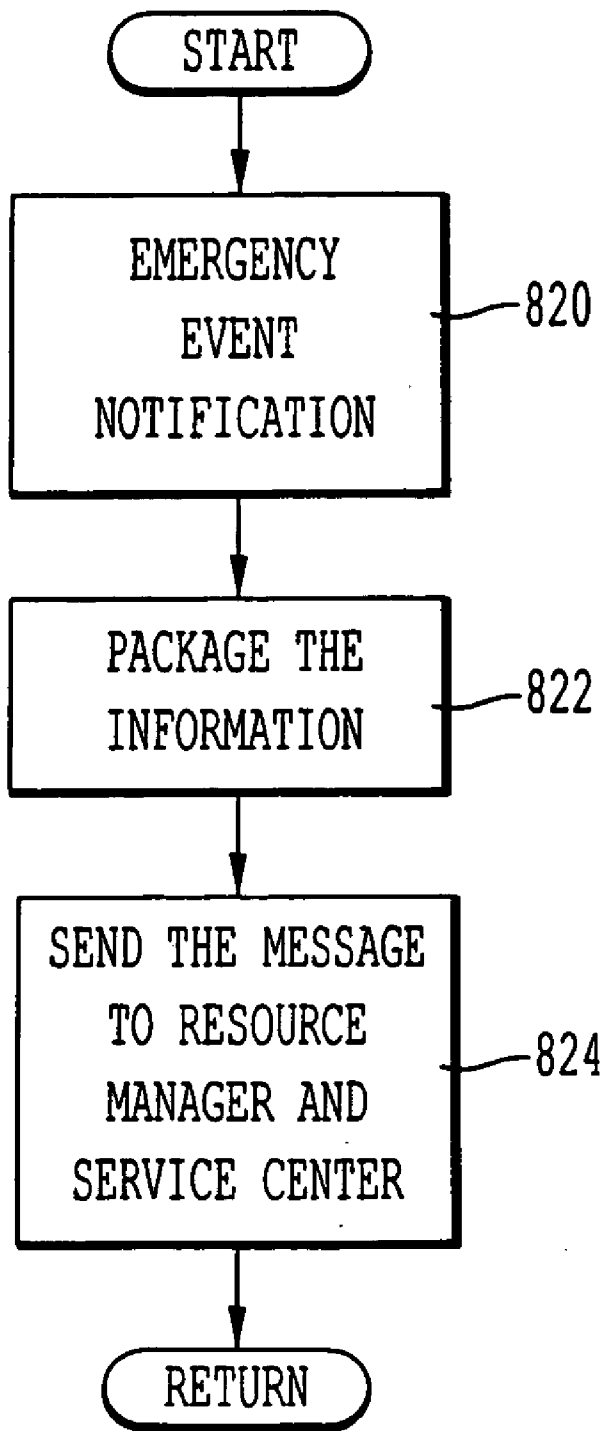 START
EMERGENCY
EVENT
NOTIFICATION
820
PACKAGE THE
INFORMATION
822
SEND THE MESSAGE
TO RESOURCE
MANAGER AND
SERVICE CENTER
824
RETURN